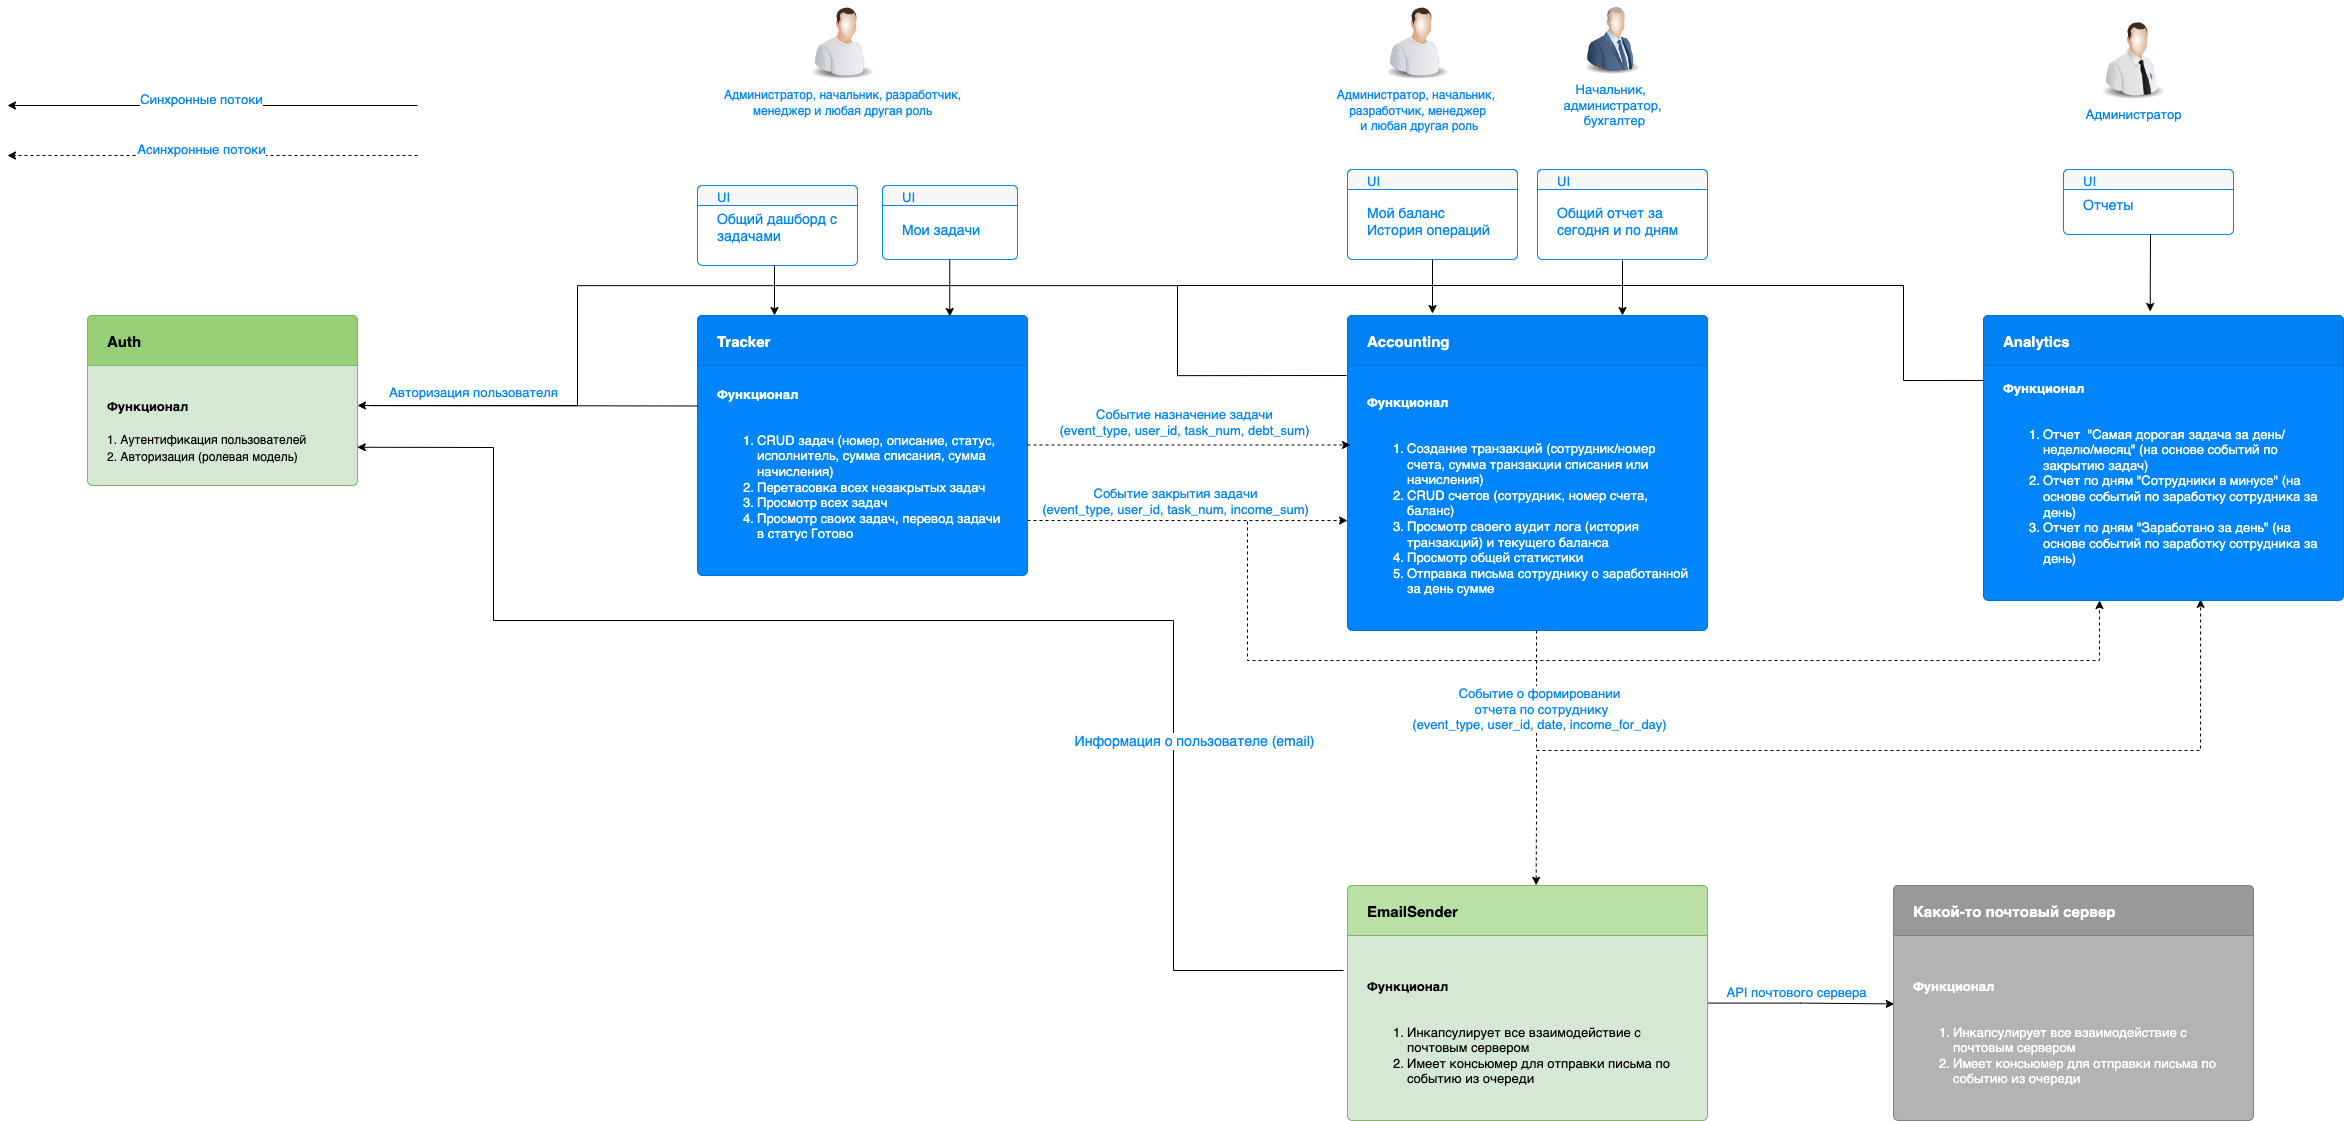 Синхронные потоки
Асинхронные потоки
Администратор, начальник, разработчик,
менеджер и любая другая роль
Администратор, начальник,
разработчик, менеджер
и любая другая роль
Начальник,
администратор,
бухгалтер
Администратор
UI
Общий дашборд с
задачами
UI
Мои задачи
UI
Мой баланс
История операций
UI
Общий отчет за
сегодня и по дням
UI
Отчеты
Auth
Функционал
1. Аутентификация пользователей
2. Авторизация (ролевая модель)
Авторизация пользователя
Tracker
Функционал
1. CRUD задач (номер, описание, статус,
исполнитель, сумма списания, сумма
начисления)
2. Перетасовка всех незакрытых задач
3. Просмотр всех задач
4. Просмотр своих задач, перевод задачи
в статус Готово
Событие назначение задачи
(event_type, user_id, task_num, debt_sum)
Событие закрытия задачи
(event_type, user_id, task_num, income_sum)
Accounting
Функционал
1. Создание транзакций (сотрудник/номер
счета, сумма транзакции списания или
начисления)
2. CRUD счетов (сотрудник, номер счета,
баланс)
3. Просмотр своего аудит лога (история
транзакций) и текущего баланса
4. Просмотр общей статистики
5. Отправка письма сотруднику о заработанной
за день сумме
Analytics
Функционал
1. Отчет "Самая дорогая задача за день/
неделю/месяц" (на основе событий по
закрытию задач)
2. Отчет по дням "Сотрудники в минусе" (на
основе событий по заработку сотрудника за
день)
3. Отчет по дням "Заработано за день" (на
основе событий по заработку сотрудника за
день)
Событие о формировании
отчета по сотруднику
(event_type, user_id, date, income_for_day)
Информация о пользователе (email)
EmailSender
Функционал
1. Инкапсулирует все взаимодействие с
почтовым сервером
2. Имеет консьюмер для отправки письма по
событию из очереди
API почтового сервера
Какой-то почтовый сервер
Функционал
1. Инкапсулирует все взаимодействие с
почтовым сервером
2. Имеет консьюмер для отправки письма по
событию из очереди